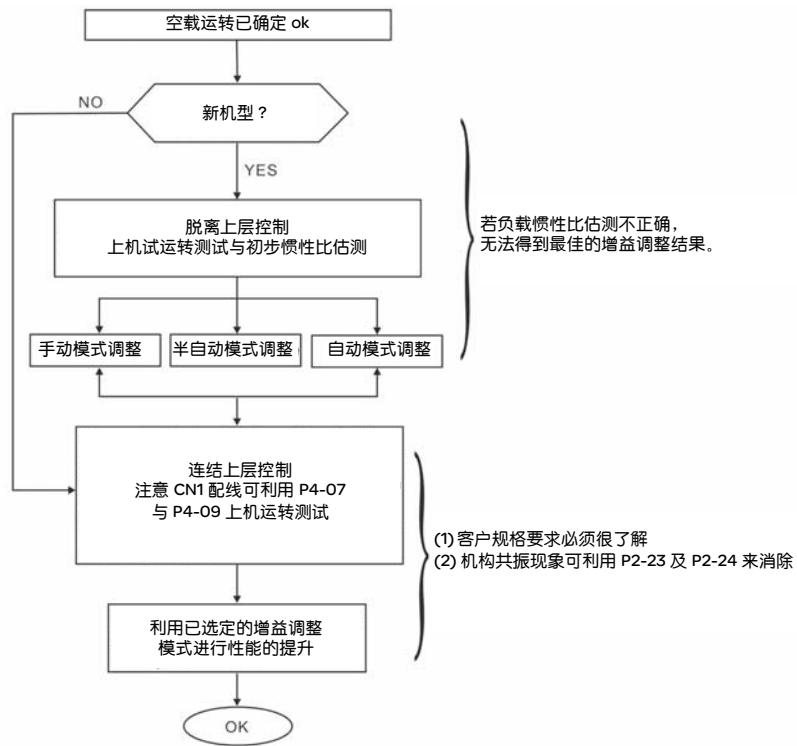 空载运转已确定 ok
NO
新机型？
YES
脱离上层控制
上机试运转测试与初步惯性比估测
若负载惯性比估测不正确，
无法得到最佳的增益调整结果。
手动模式调整
半自动模式调整
自动模式调整
连结上层控制
注意 CN1 配线可利用 P4-07
与 P4-09 上机运转测试
(1) 客户规格要求必须很了解
(2) 机构共振现象可利用 P2-23 及 P2-24 来消除
利用已选定的增益调整
模式进行性能的提升
OK